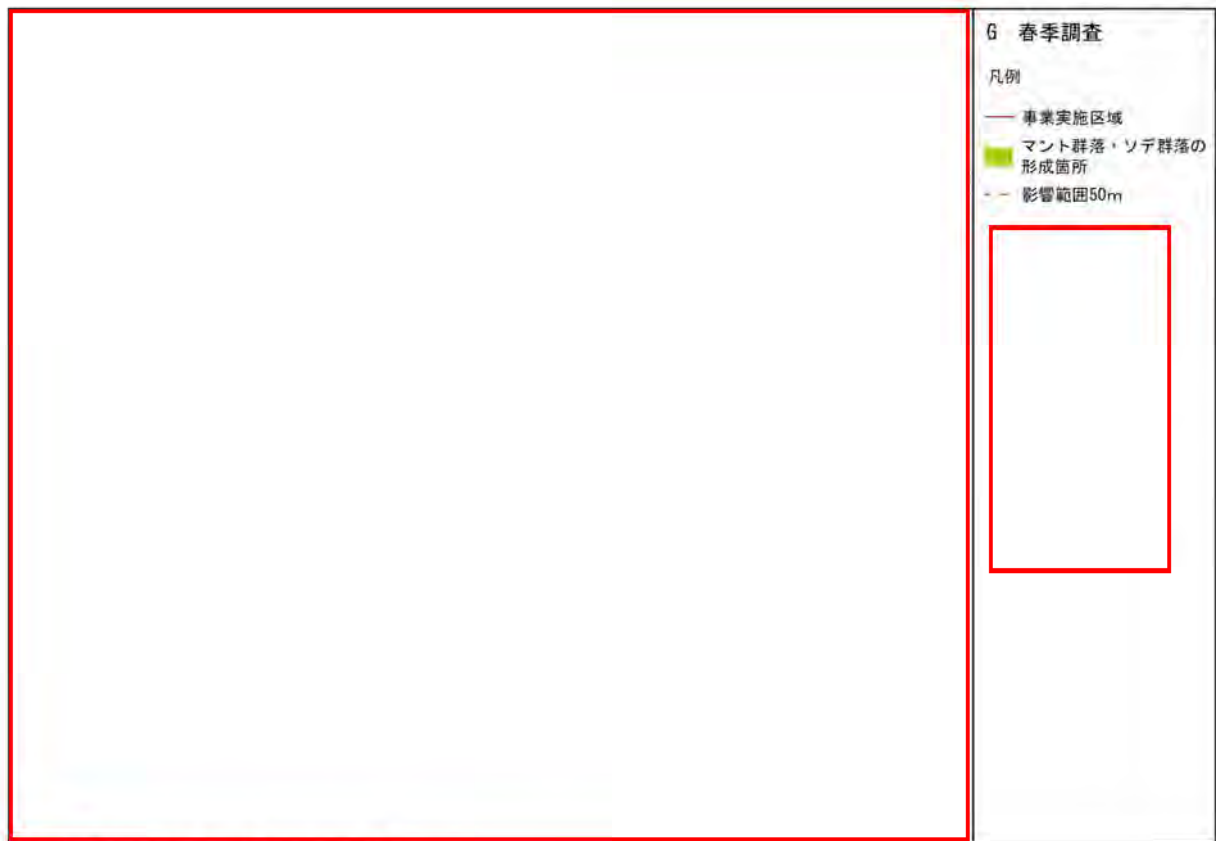 G 春季調査
凡例
事業実施区域
マント群落・ソデ群落の
形成箇所
影響範囲50m